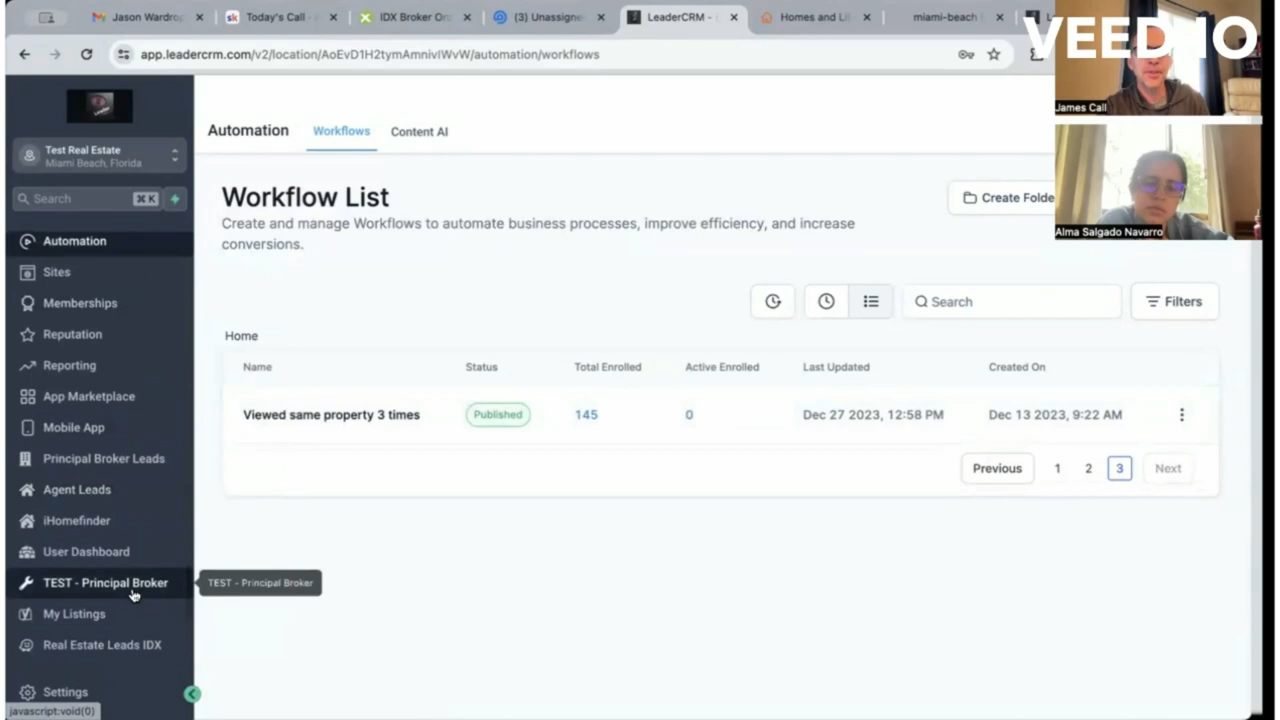 Jason Wardrop
Today's Call -
IDX Broker Or
(3) Unassigne
LeaderCRM -
Homes and Li
miami-beach
VEED.IO
app.leadercrm.com/v2/location/AoEvD1H2tymAmnivIWvW/automation/workflows
James Call
Alma Salgado Navarro
Test Real Estate
Miami Beach, Florida
Search ⌘ K
Automation
Sites
Memberships
Reputation
Reporting
App Marketplace
Mobile App
Principal Broker Leads
Agent Leads
iHomefinder
User Dashboard
TEST - Principal Broker
My Listings
Real Estate Leads IDX
Settings
javascript:void(0)
TEST - Principal Broker
Automation Workflows Content AI
Workflow List
Create Folde
Create and manage Workflows to automate business processes, improve efficiency, and increase
conversions.
Search
Filters
Home
Name Status Total Enrolled Active Enrolled Last Updated Created On
Viewed same property 3 times Published 145 0 Dec 27 2023, 12:58 PM Dec 13 2023, 9:22 AM
Previous 1 2 3 Next